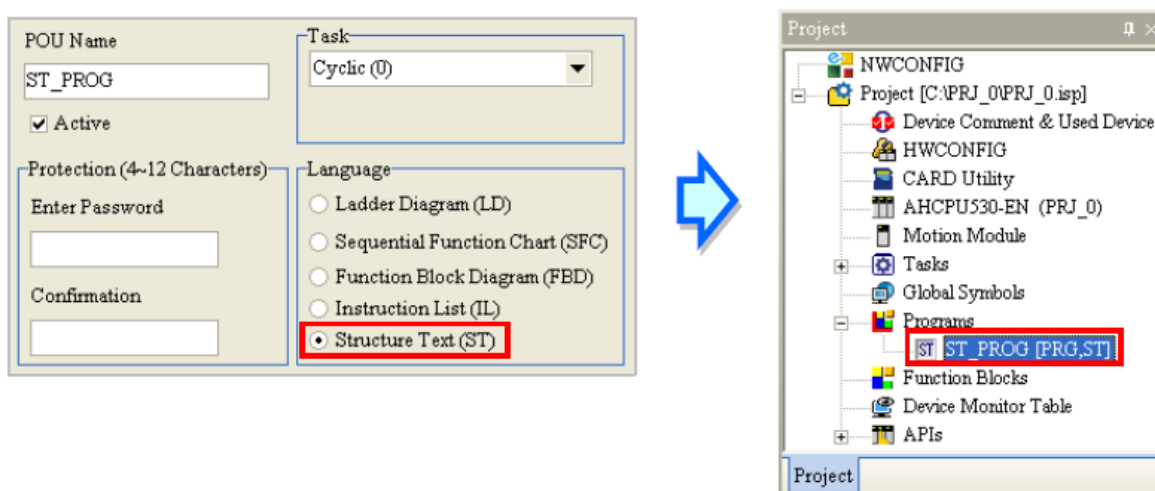 POU Name
ST_PROG
Active
Task
Cyclic (0)
Protection (4~12 Characters)
Enter Password
Confirmation
Language
Ladder Diagram (LD)
Sequential Function Chart (SFC)
Function Block Diagram (FBD)
Instruction List (IL)
Structure Text (ST)
Project
NWCONFIG
Project [C:\PRJ_0\PRJ_0.isp]
Device Comment & Used Device
HWCONFIG
CARD Utility
AHCPU530-EN (PRJ_0)
Motion Module
Tasks
Global Symbols
Programs
ST ST_PROG [PRG,ST]
Function Blocks
Device Monitor Table
APIs
Project